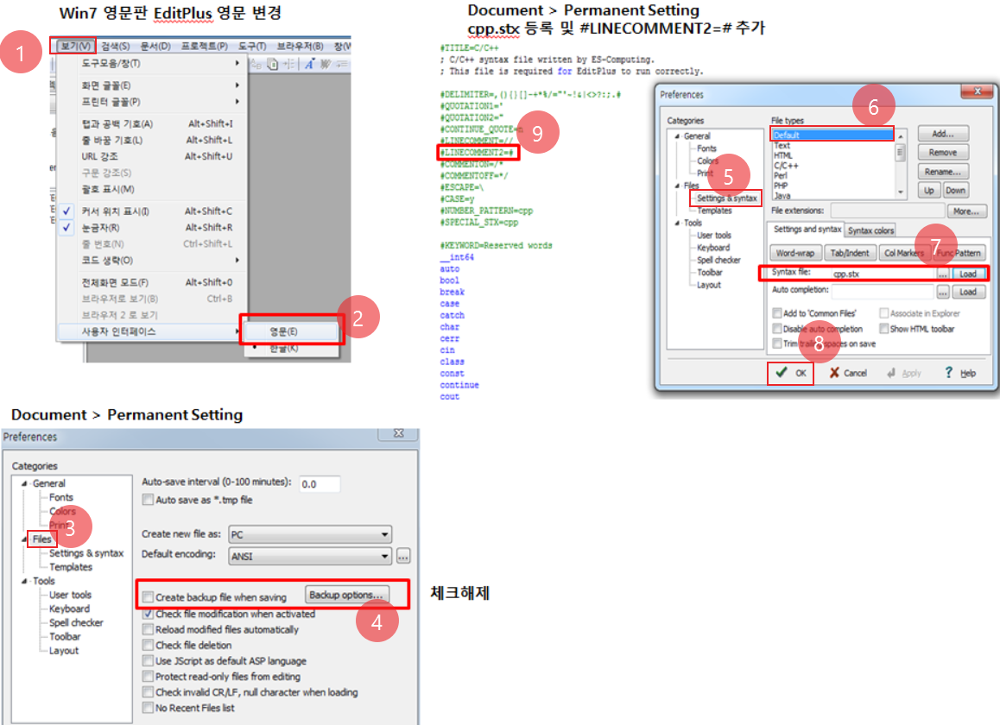 Win7 영문판 EditPlus 영문 변경
1
보기(V) 검색(S) 문서(D) 프로젝트(P) 도구(T) 브라우저(B) 창(W
도구모음/창(T)
화면 글꼴(E)
프린터 글꼴(P)
탭과 공백 기호(A) Alt+Shift+I
줄 바꿈 기호(L) Alt+Shift+L
URL 강조 Alt+Shift+U
구문 강조(S)
괄호 표시(M)
커서 위치 표시(I) Alt+Shift+C
눈금자(R) Alt+Shift+R
줄 번호(N) Ctrl+Shift+L
코드 생략(O)
전체화면 모드(F) Alt+Shift+0
브라우저로 보기(B) Ctrl+B
브라우저 2 로 보기
사용자 인터페이스
2
영문(E)
한글(K)
Document > Permanent Setting
cpp.stx 등록 및 #LINECOMMENT2=# 추가
#TITLE=C/C++
; C/C++ syntax file written by ES-Computing.
; This file is required for EditPlus to run correctly.
#DELIMITER=,(){}[]-+*%/="'~!&|<>?:;.#
#QUOTATION1='
#QUOTATION2="
#CONTINUE_QUOTE=n
#LINECOMMENT=//
#LINECOMMENT2=#
9
#COMMENTON=/*
#COMMENTOFF=*/
#ESCAPE=\
#CASE=y
#NUMBER_PATTERN=cpp
#SPECIAL_STX=cpp
#KEYWORD=Reserved words
__int64
auto
bool
break
case
catch
char
cerr
cin
class
const
continue
cout
Preferences
Categories
General
Fonts
Colors
Print
5
Files
Settings & syntax
Templates
Tools
User tools
Keyboard
Spell checker
Toolbar
Layout
6
File types
Default
Text
HTML
C/C++
Perl
PHP
Java
Add...
Remove
Rename...
Up Down
File extensions: More...
Settings and syntax Syntax colors
7
Word-wrap Tab/Indent Col Markers Func Pattern
Syntax file: cpp.stx ... Load
Auto completion: ... Load
Add to 'Common Files' Associate in Explorer
Disable auto completion Show HTML toolbar
Trim trailing spaces on save
8
OK Cancel Apply Help
Document > Permanent Setting
Preferences
Categories
General
Fonts
Colors
Print
3
Files
Settings & syntax
Templates
Tools
User tools
Keyboard
Spell checker
Toolbar
Layout
Auto-save interval (0-100 minutes): 0.0
Auto save as *.tmp file
Create new file as: PC
Default encoding: ANSI ...
Create backup file when saving Backup options...
체크해제
4
Check file modification when activated
Reload modified files automatically
Check file deletion
Use JScript as default ASP language
Protect read-only files from editing
Check invalid CR/LF, null character when loading
No Recent Files list